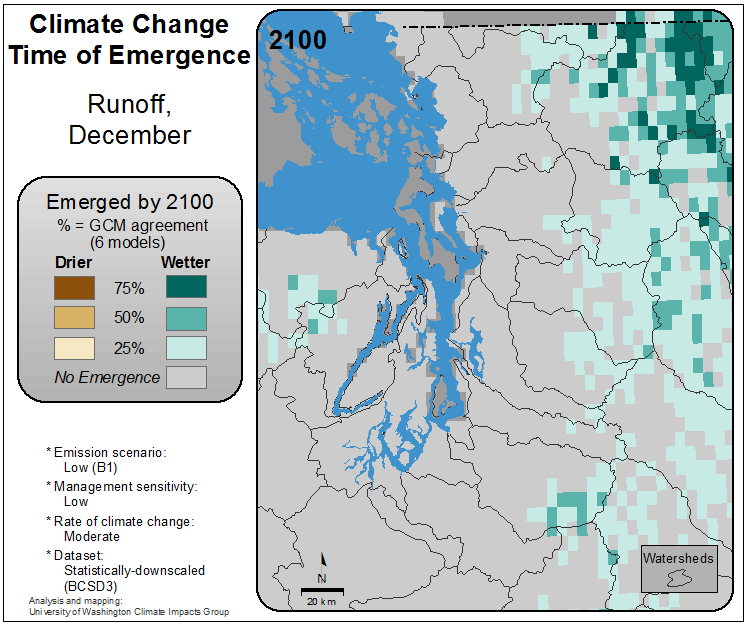 Climate Change
Time of Emergence
Runoff,
December
Emerged by 2100
% = GCM agreement
(6 models)
Drier Wetter
75%
50%
25%
No Emergence
* Emission scenario:
Low (B1)
* Management sensitivity:
Low
* Rate of climate change:
Moderate
* Dataset:
Statistically-downscaled
(BCSD3)
Analysis and mapping:
University of Washington Climate Impacts Group
2100
N
20 km
Watersheds